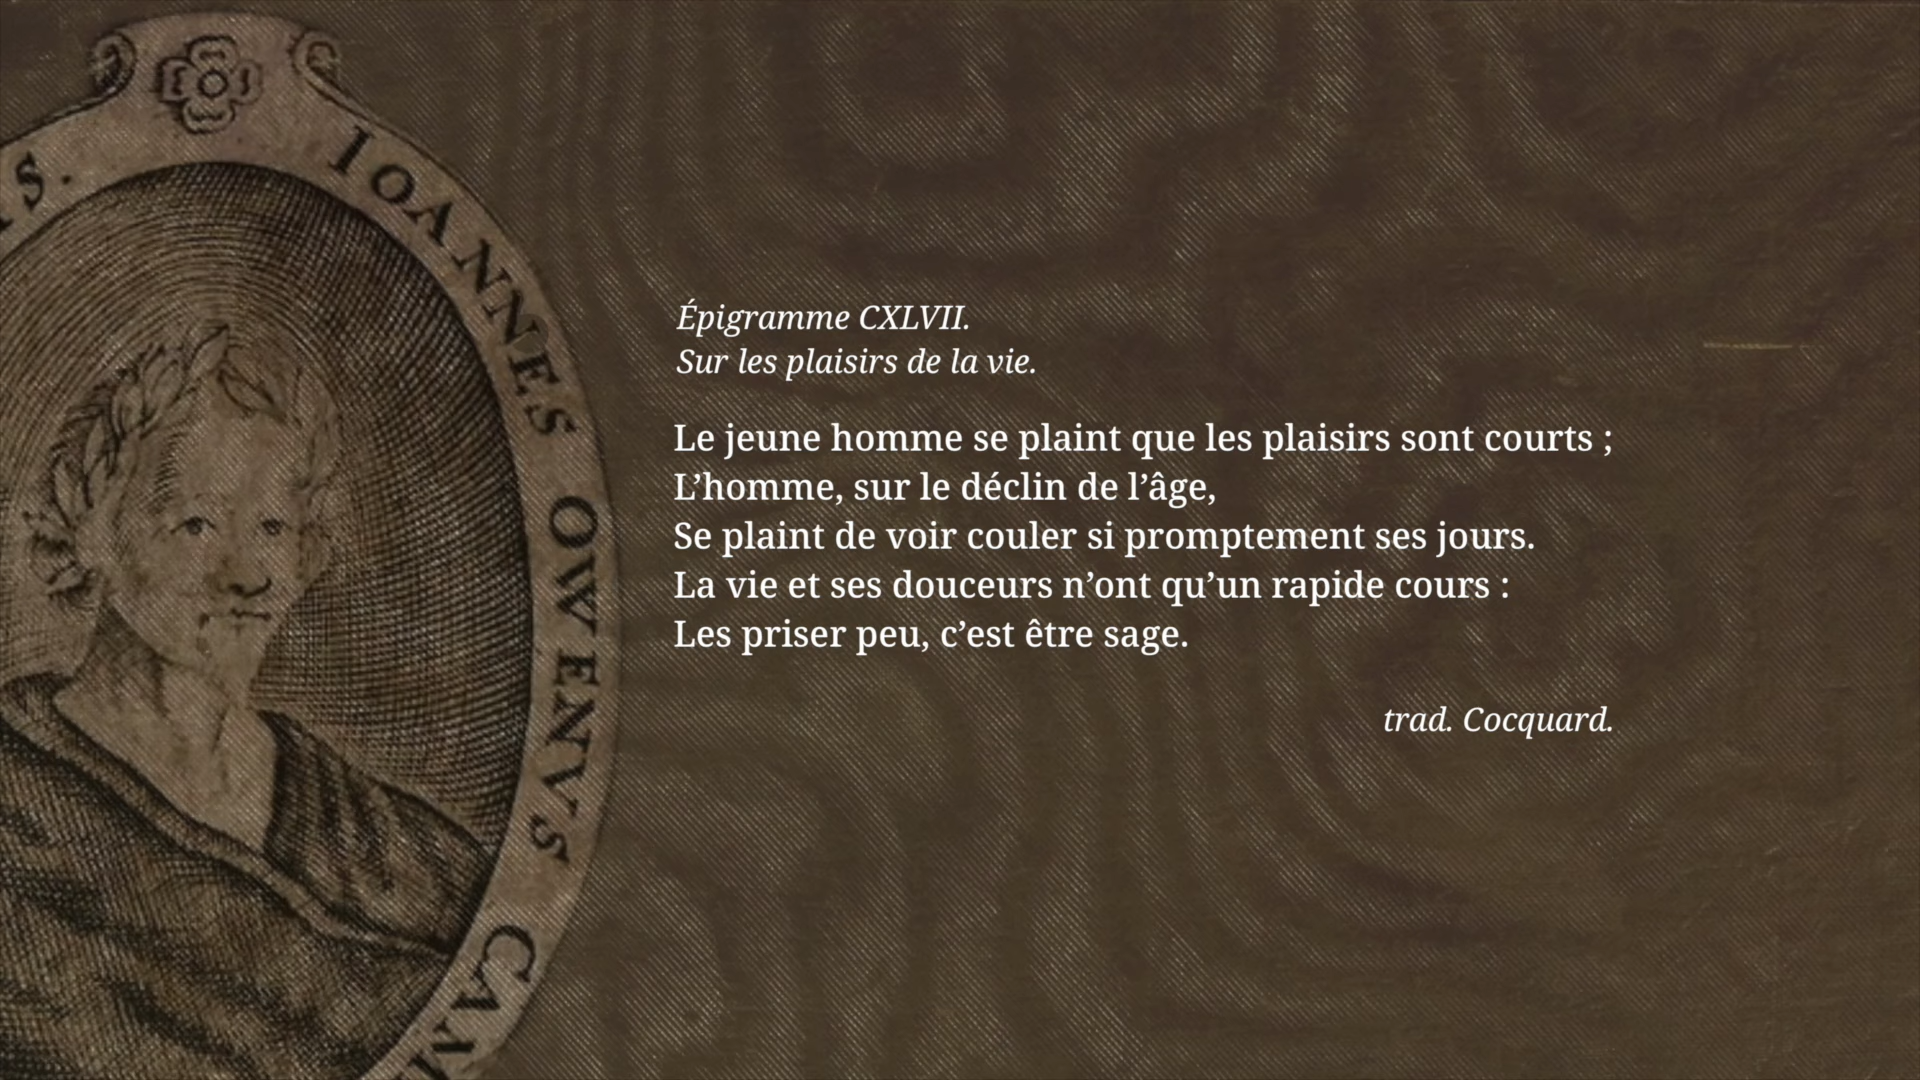 S. IOANNES OWENVS CAM
Épigramme CXLVII.
Sur les plaisirs de la vie.
Le jeune homme se plaint que les plaisirs sont courts ;
L’homme, sur le déclin de l’âge,
Se plaint de voir couler si promptement ses jours.
La vie et ses douceurs n’ont qu’un rapide cours :
Les priser peu, c’est être sage.
trad. Cocquard.